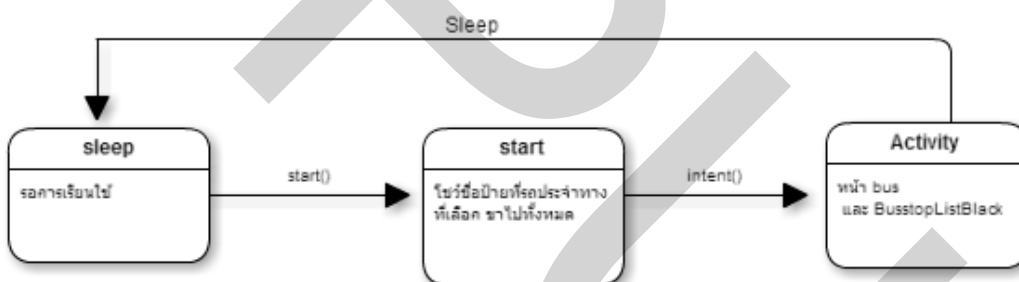 Sleep
sleep
รอการเรียนใช้
start()
start
โชว์ชื่อป้ายที่รถประจำทาง
ที่เลือก ขาไปทั้งหมด
intent()
Activity
หน้า bus
และ BusstopListBlack